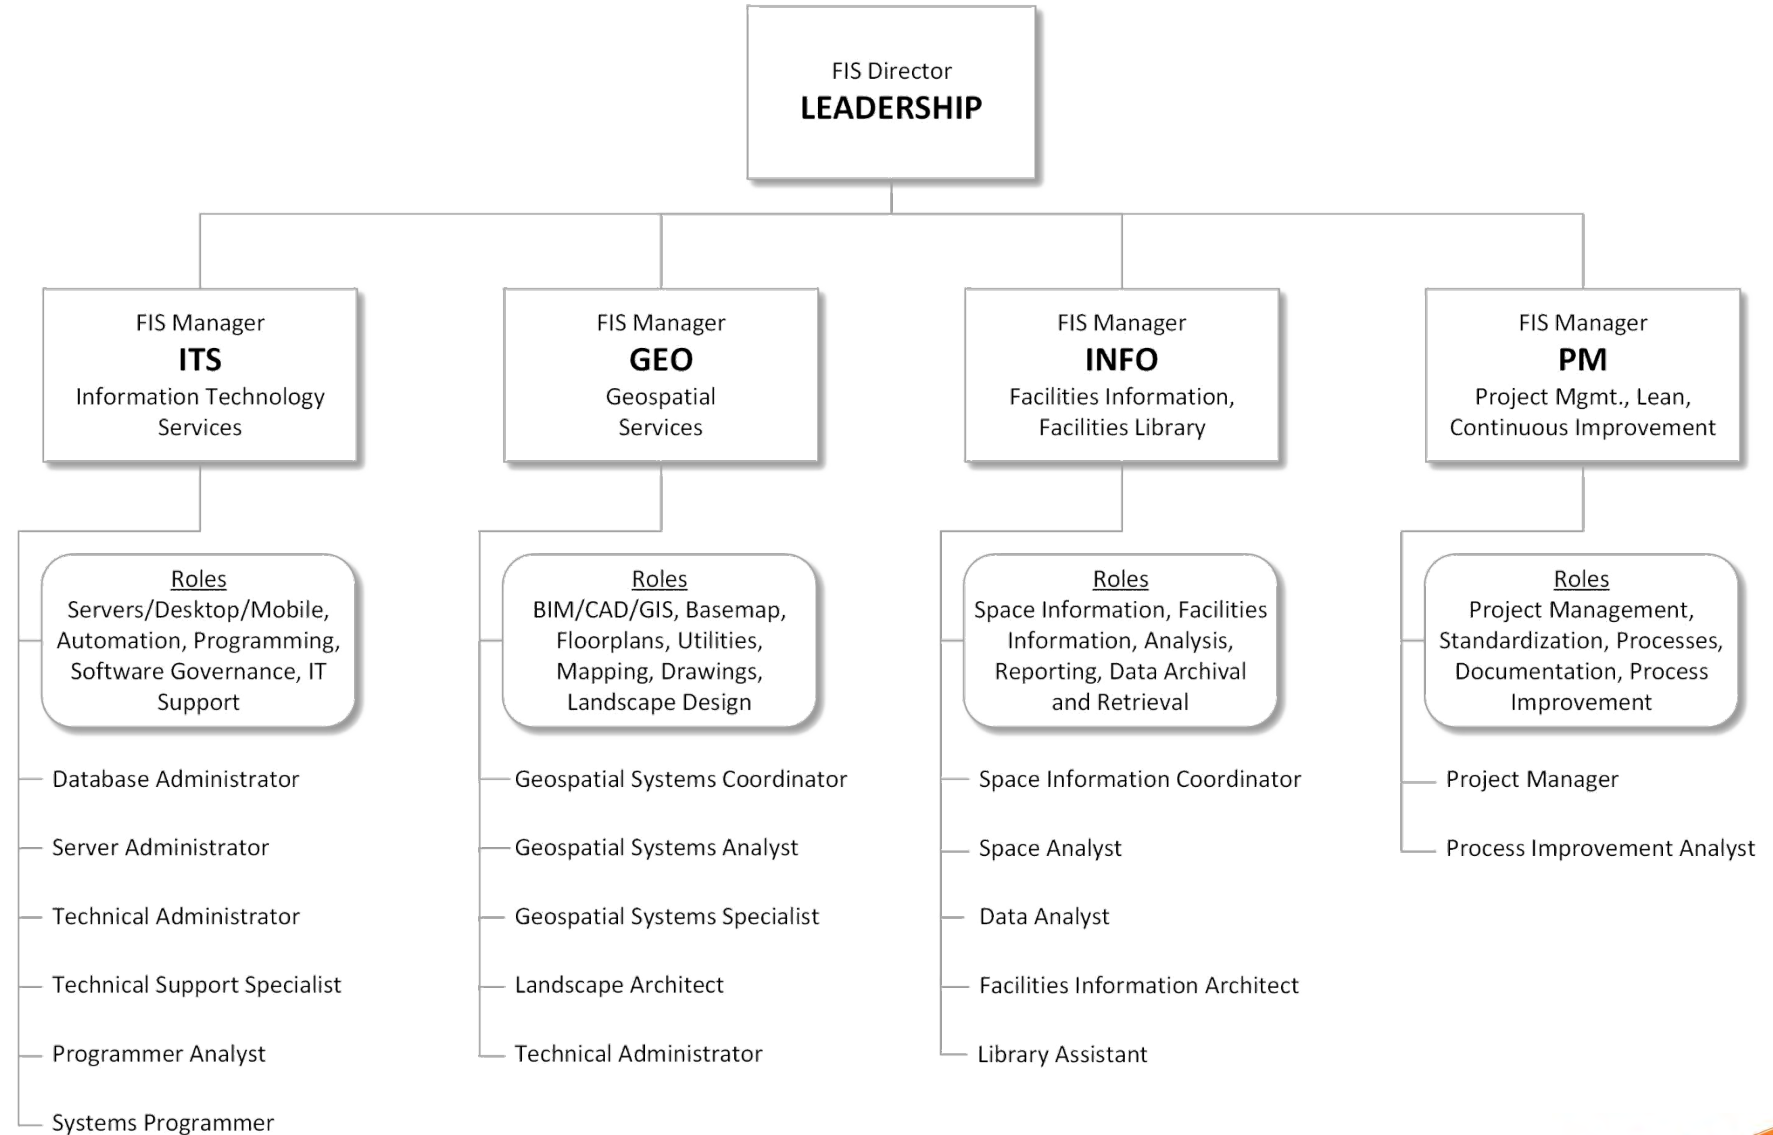 FIS Director
LEADERSHIP
FIS Manager
ITS
Information Technology
Services
FIS Manager
GEO
Geospatial
Services
FIS Manager
INFO
Facilities Information,
Facilities Library
FIS Manager
PM
Project Mgmt., Lean,
Continuous Improvement
Roles
Servers/Desktop/Mobile,
Automation, Programming,
Software Governance, IT
Support
Database Administrator
Server Administrator
Technical Administrator
Technical Support Specialist
Programmer Analyst
Systems Programmer
Roles
BIM/CAD/GIS, Basemap,
Floorplans, Utilities,
Mapping, Drawings,
Landscape Design
Geospatial Systems Coordinator
Geospatial Systems Analyst
Geospatial Systems Specialist
Landscape Architect
Technical Administrator
Roles
Space Information, Facilities
Information, Analysis,
Reporting, Data Archival
and Retrieval
Space Information Coordinator
Space Analyst
Data Analyst
Facilities Information Architect
Library Assistant
Roles
Project Management,
Standardization, Processes,
Documentation, Process
Improvement
Project Manager
Process Improvement Analyst